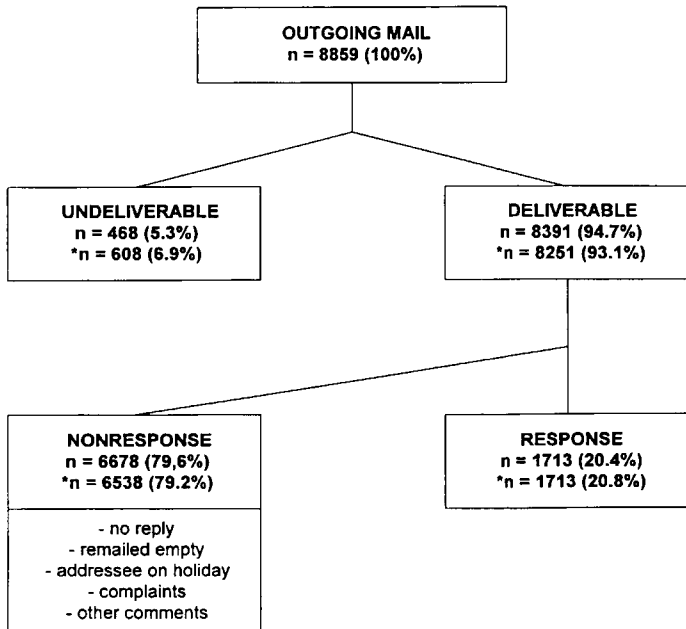 OUTGOING MAIL
n = 8859 (100%)
UNDELIVERABLE
n = 468 (5.3%)
*n = 608 (6.9%)
DELIVERABLE
n = 8391 (94.7%)
*n = 8251 (93.1%)
NONRESPONSE
n = 6678 (79,6%)
*n = 6538 (79.2%)
- no reply
- remailed empty
- addressee on holiday
- complaints
- other comments
RESPONSE
n = 1713 (20.4%)
*n = 1713 (20.8%)